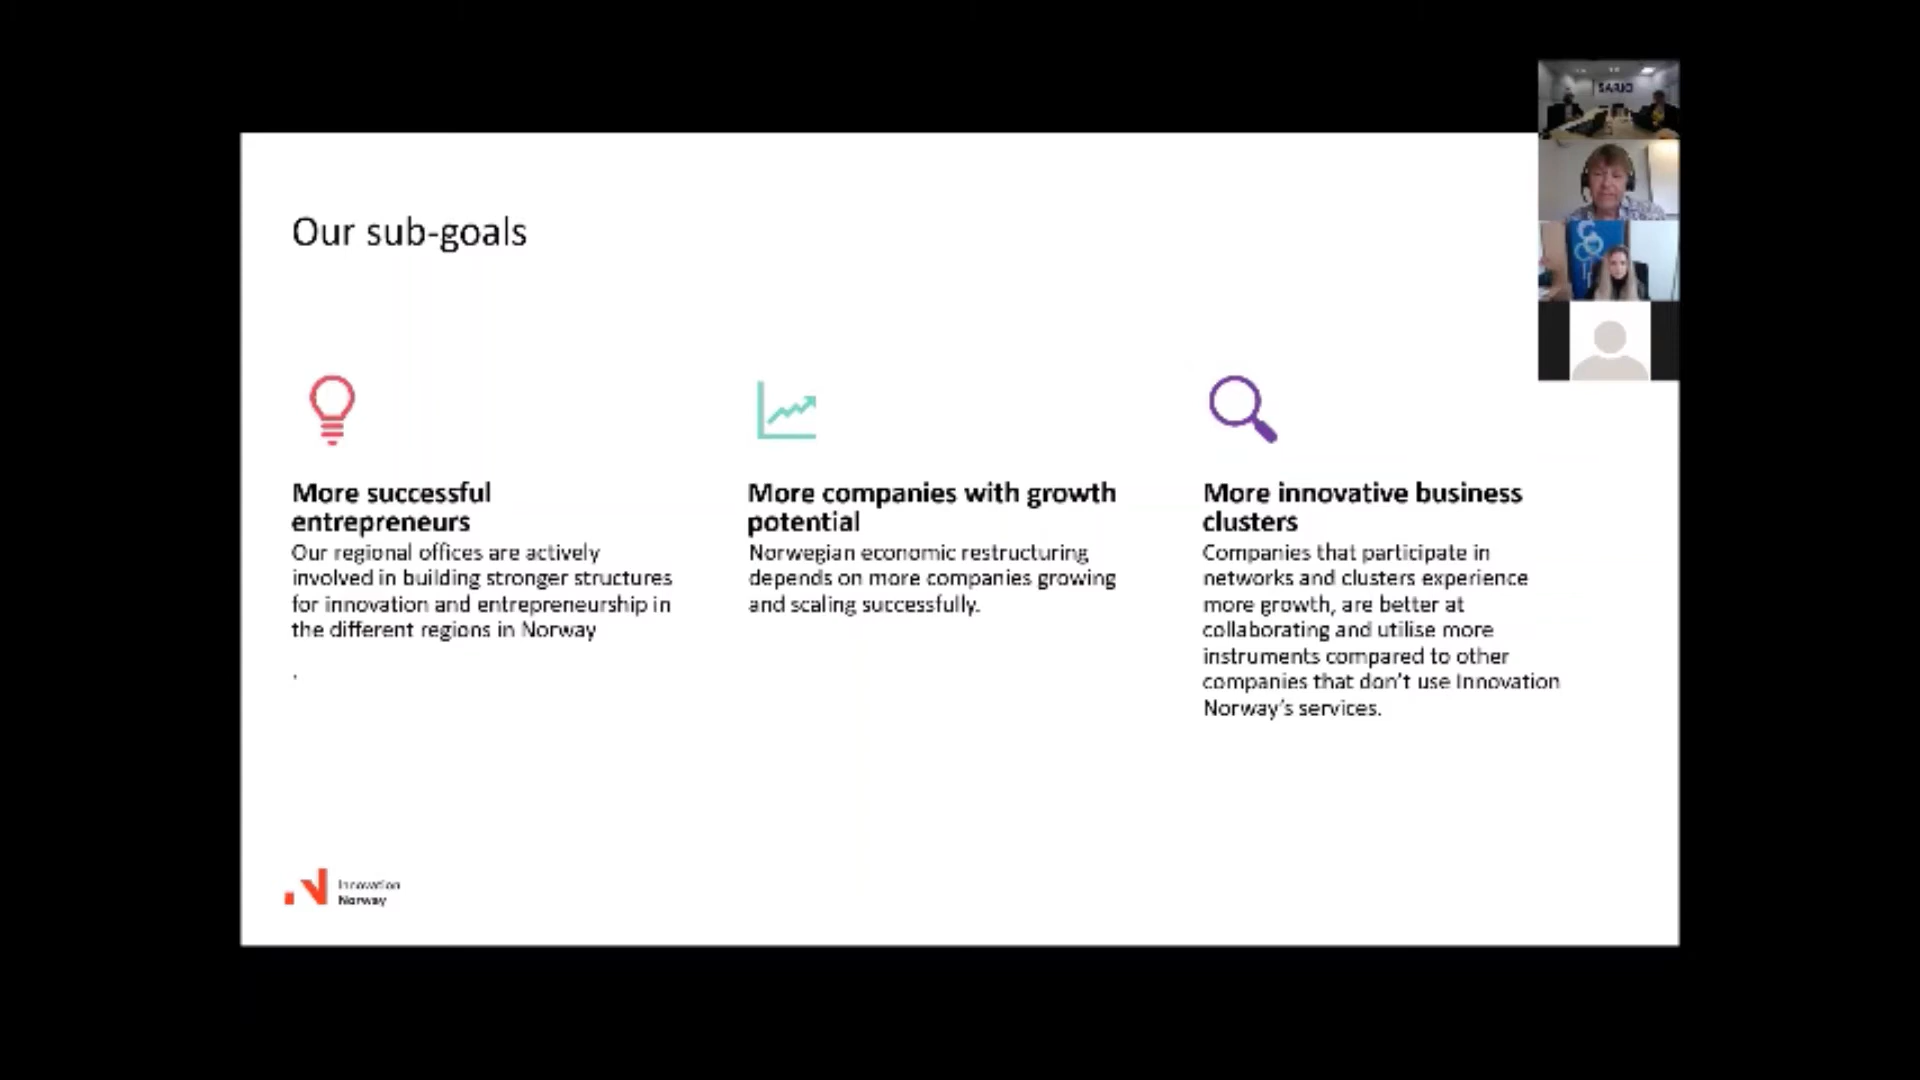 SARIO
Our sub-goals
More successful
entrepreneurs
Our regional offices are actively
involved in building stronger structures
for innovation and entrepreneurship in
the different regions in Norway
.
More companies with growth
potential
Norwegian economic restructuring
depends on more companies growing
and scaling successfully.
More innovative business
clusters
Companies that participate in
networks and clusters experience
more growth, are better at
collaborating and utilise more
instruments compared to other
companies that don't use Innovation
Norway's services.
Innovation
Norway